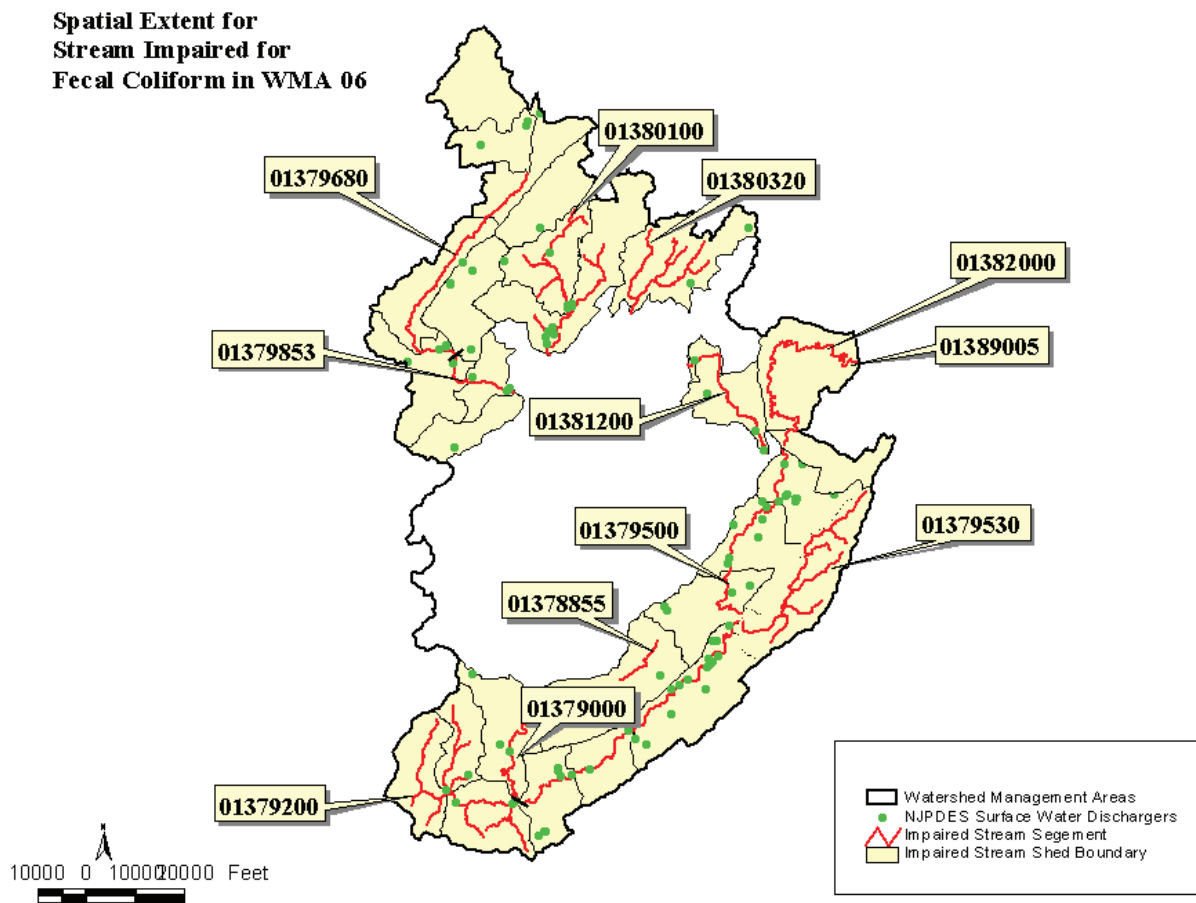 Spatial Extent for
Stream Impaired for
Fecal Coliform in WMA 06
01380100
01379680
01380320
01382000
01389005
01379853
01381200
01379500
01379530
01378855
01379000
01379200
Watershed Management Areas
NJPDES Surface Water Dischargers
Impaired Stream Segement
Impaired Stream Shed Boundary
N
10000 0 10000 20000 Feet